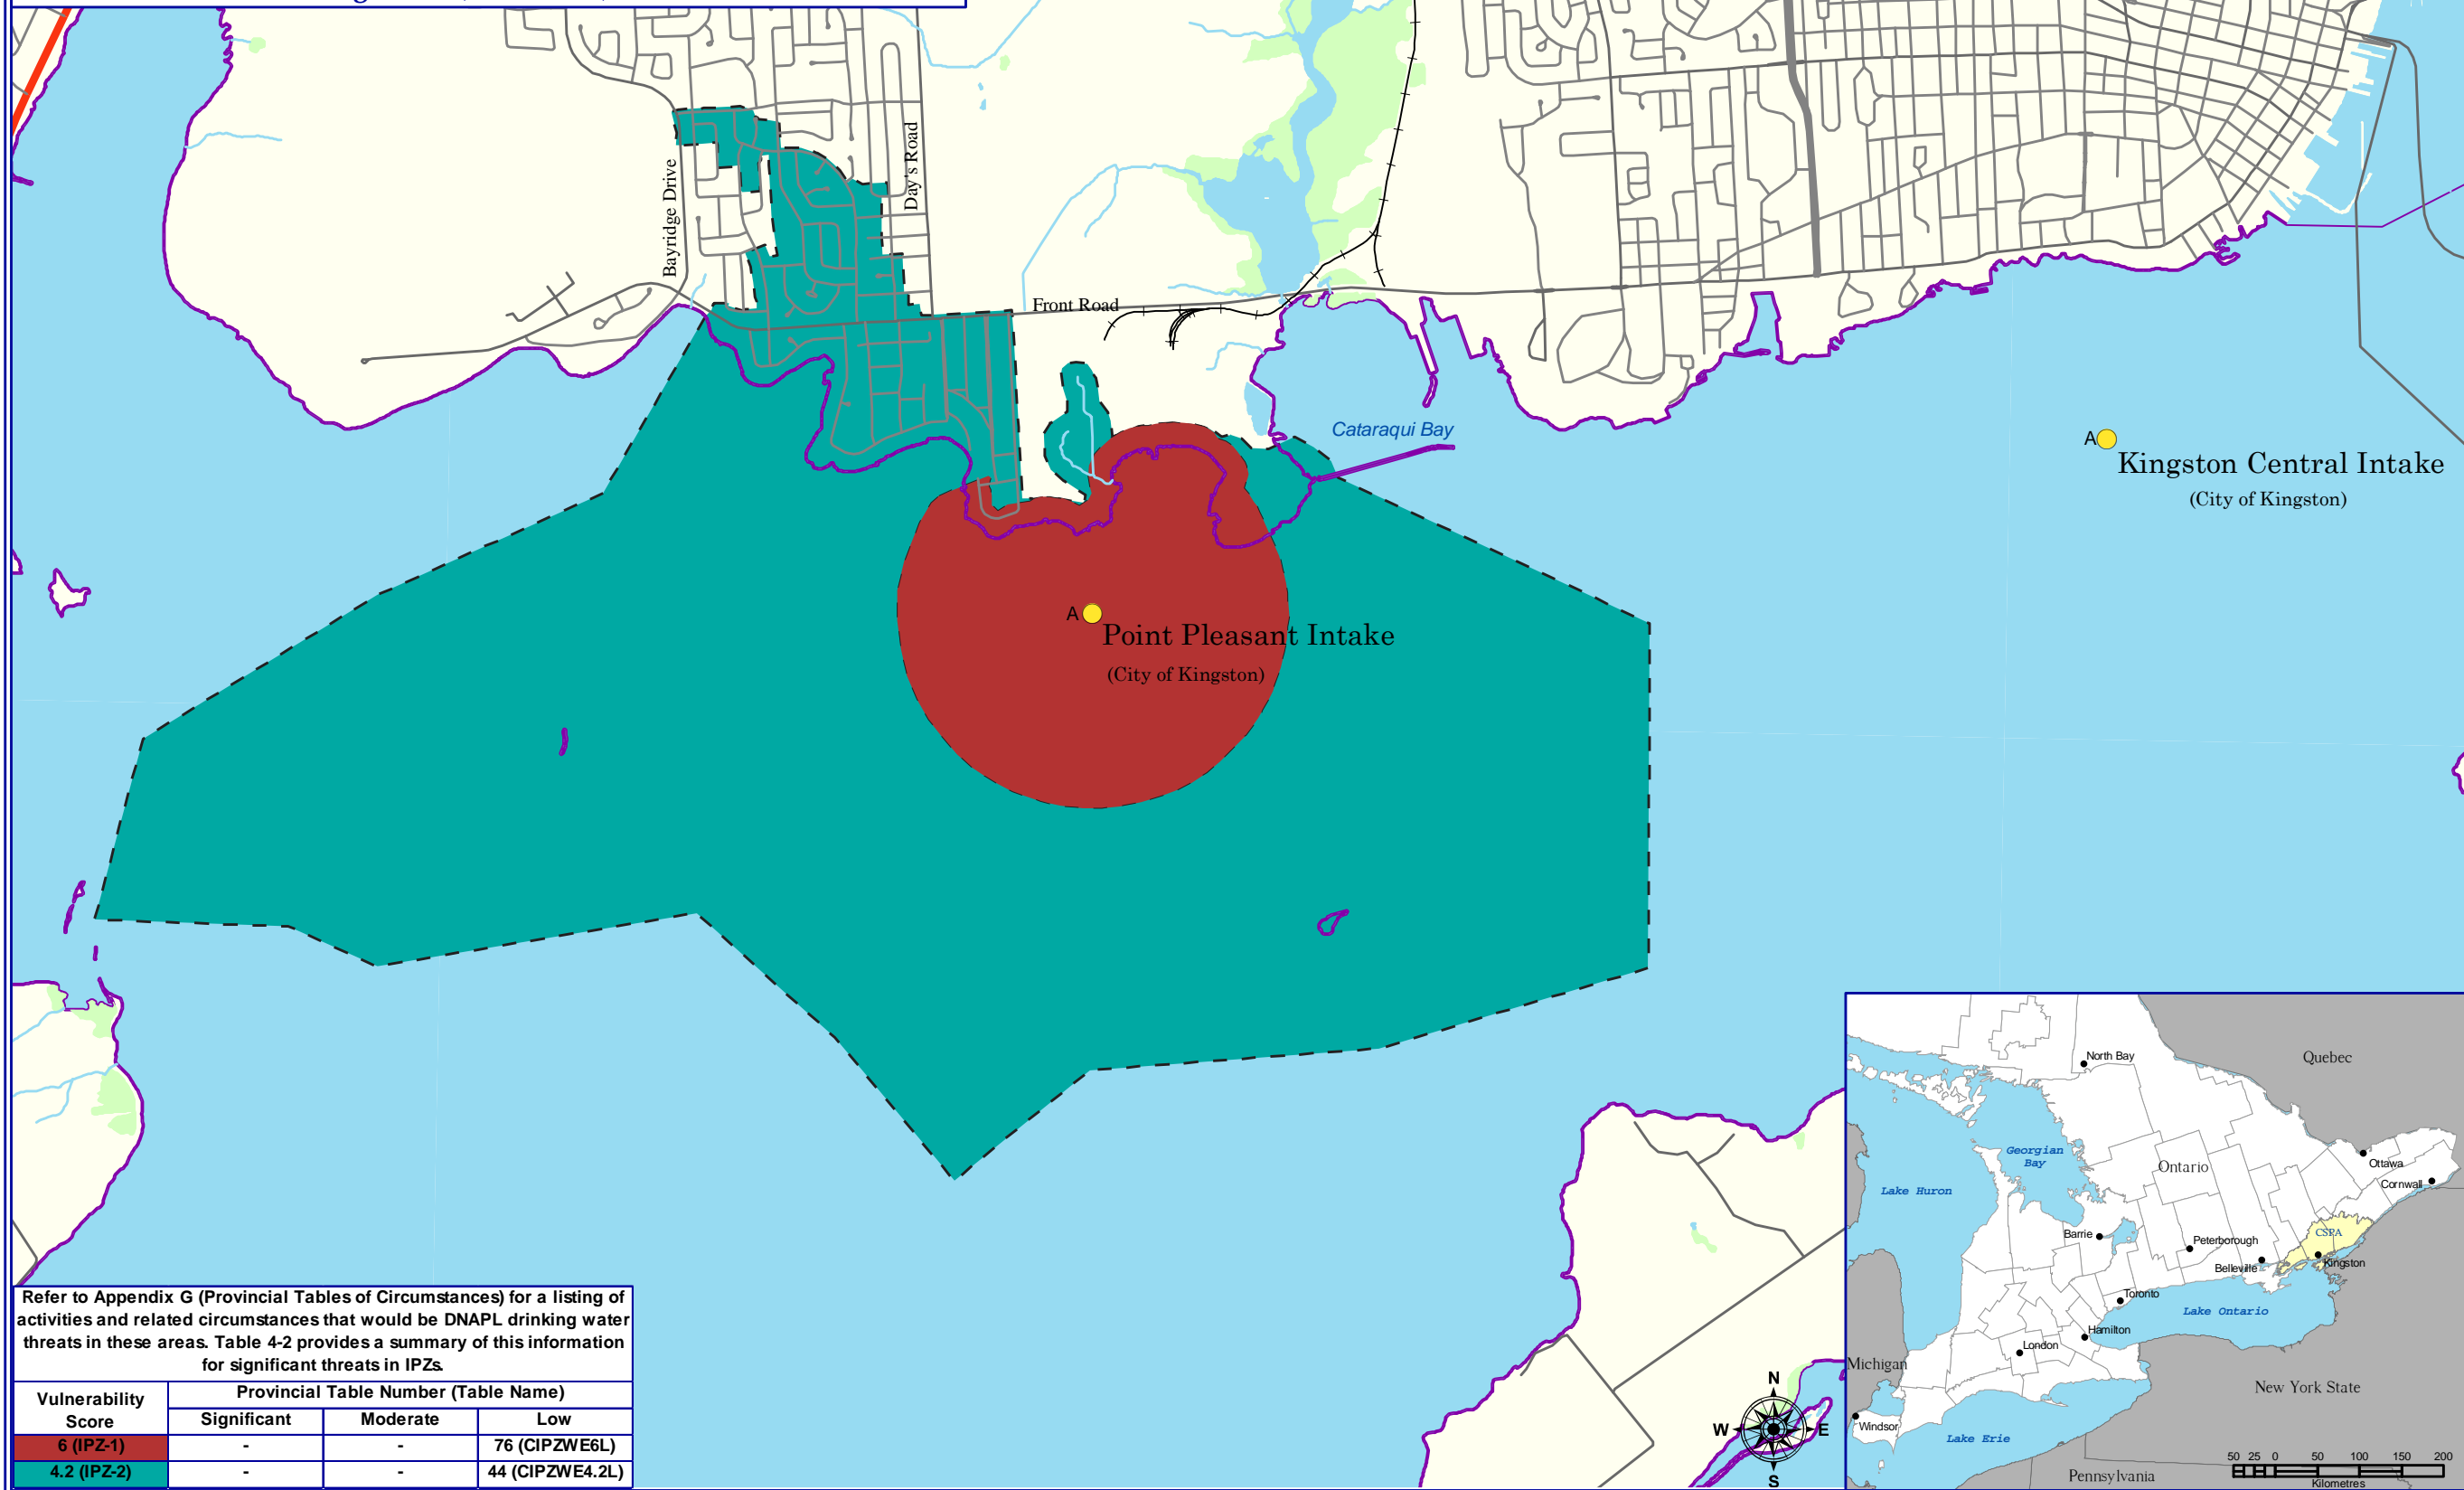 Bayridge Drive
Day's Road
Front Road
Cataraqui Bay
A
Kingston Central Intake
(City of Kingston)
A
Point Pleasant Intake
(City of Kingston)
Refer to Appendix G (Provincial Tables of Circumstances) for a listing of
activities and related circumstances that would be DNAPL drinking water
threats in these areas. Table 4-2 provides a summary of this information
for significant threats in IPZs.
Vulnerability
Score
Provincial Table Number (Table Name)
Significant Moderate Low
6 (IPZ-1) - - 76 (CIPZWE6L)
4.2 (IPZ-2) - - 44 (CIPZWE4.2L)
N
W E
S
North Bay
Quebec
Georgian
Bay
Ontario
Ottawa
Lake Huron
Cornwall
Barrie
Peterborough
CSPA
Belleville
Kingston
Toronto
Lake Ontario
Hamilton
London
Michigan
New York State
Windsor
Lake Erie
Pennsylvania
50 25 0 50 100 150 200
Kilometres